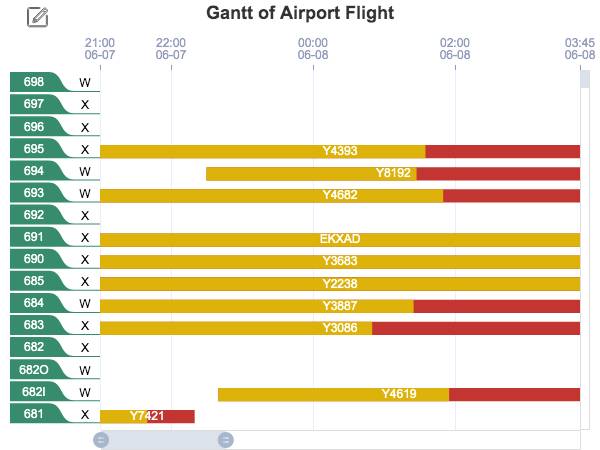 Gantt of Airport Flight
21:00 22:00 00:00 02:00 03:45
06-07 06-07 06-08 06-08 06-08
698 W
697 X
696 X
695 X Y4393
694 W Y8192
693 W Y4682
692 X
691 X EKXAD
690 X Y3683
685 X Y2238
684 W Y3887
683 X Y3086
682 X
682O W
682I W Y4619
681 X Y7421